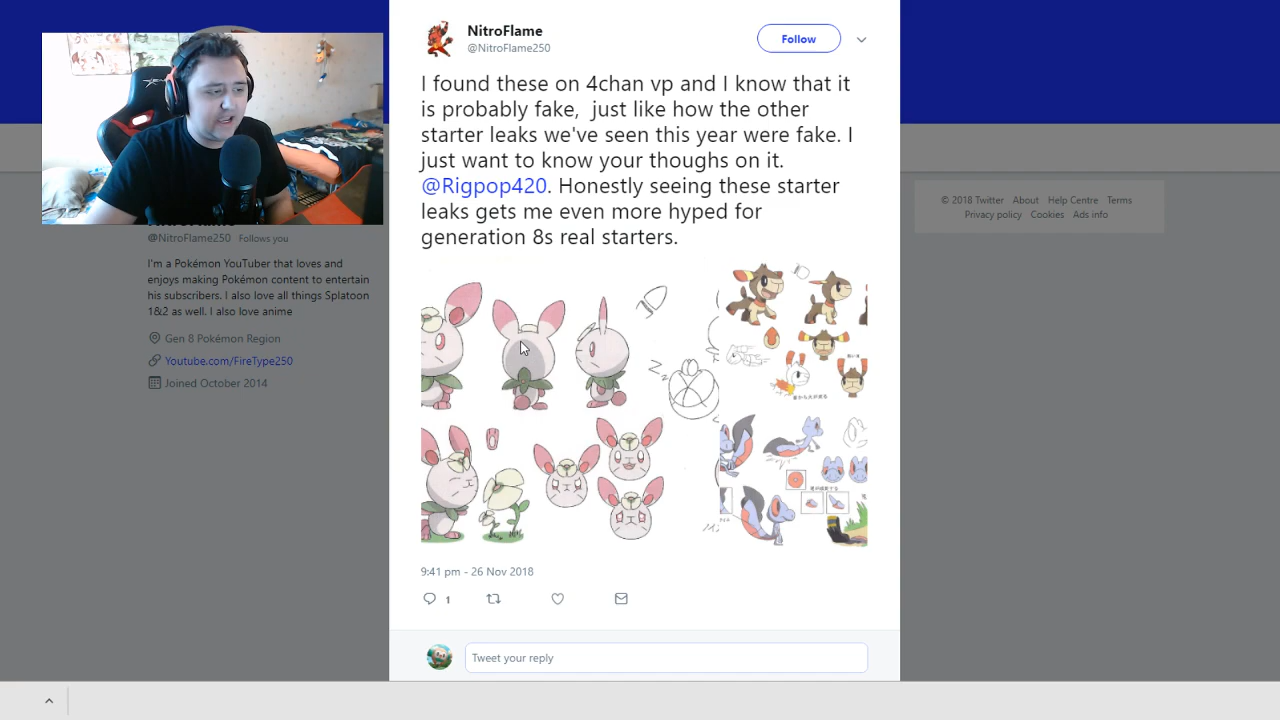 NitroFlame
@NitroFlame250
Follow
I found these on 4chan vp and I know that it
is probably fake,  just like how the other
starter leaks we've seen this year were fake. I
just want to know your thoughs on it.
@Rigpop420. Honestly seeing these starter
leaks gets me even more hyped for
generation 8s real starters.
9:41 pm - 26 Nov 2018
1
Tweet your reply
@NitroFlame250 Follows you
I'm a Pokémon YouTuber that loves and
enjoys making Pokémon content to entertain
his subscribers. I also love all things Splatoon
1&2 as well. I also love anime
Gen 8 Pokémon Region
Youtube.com/FireType250
Joined October 2014
© 2018 Twitter About Help Centre Terms
Privacy policy Cookies Ads info